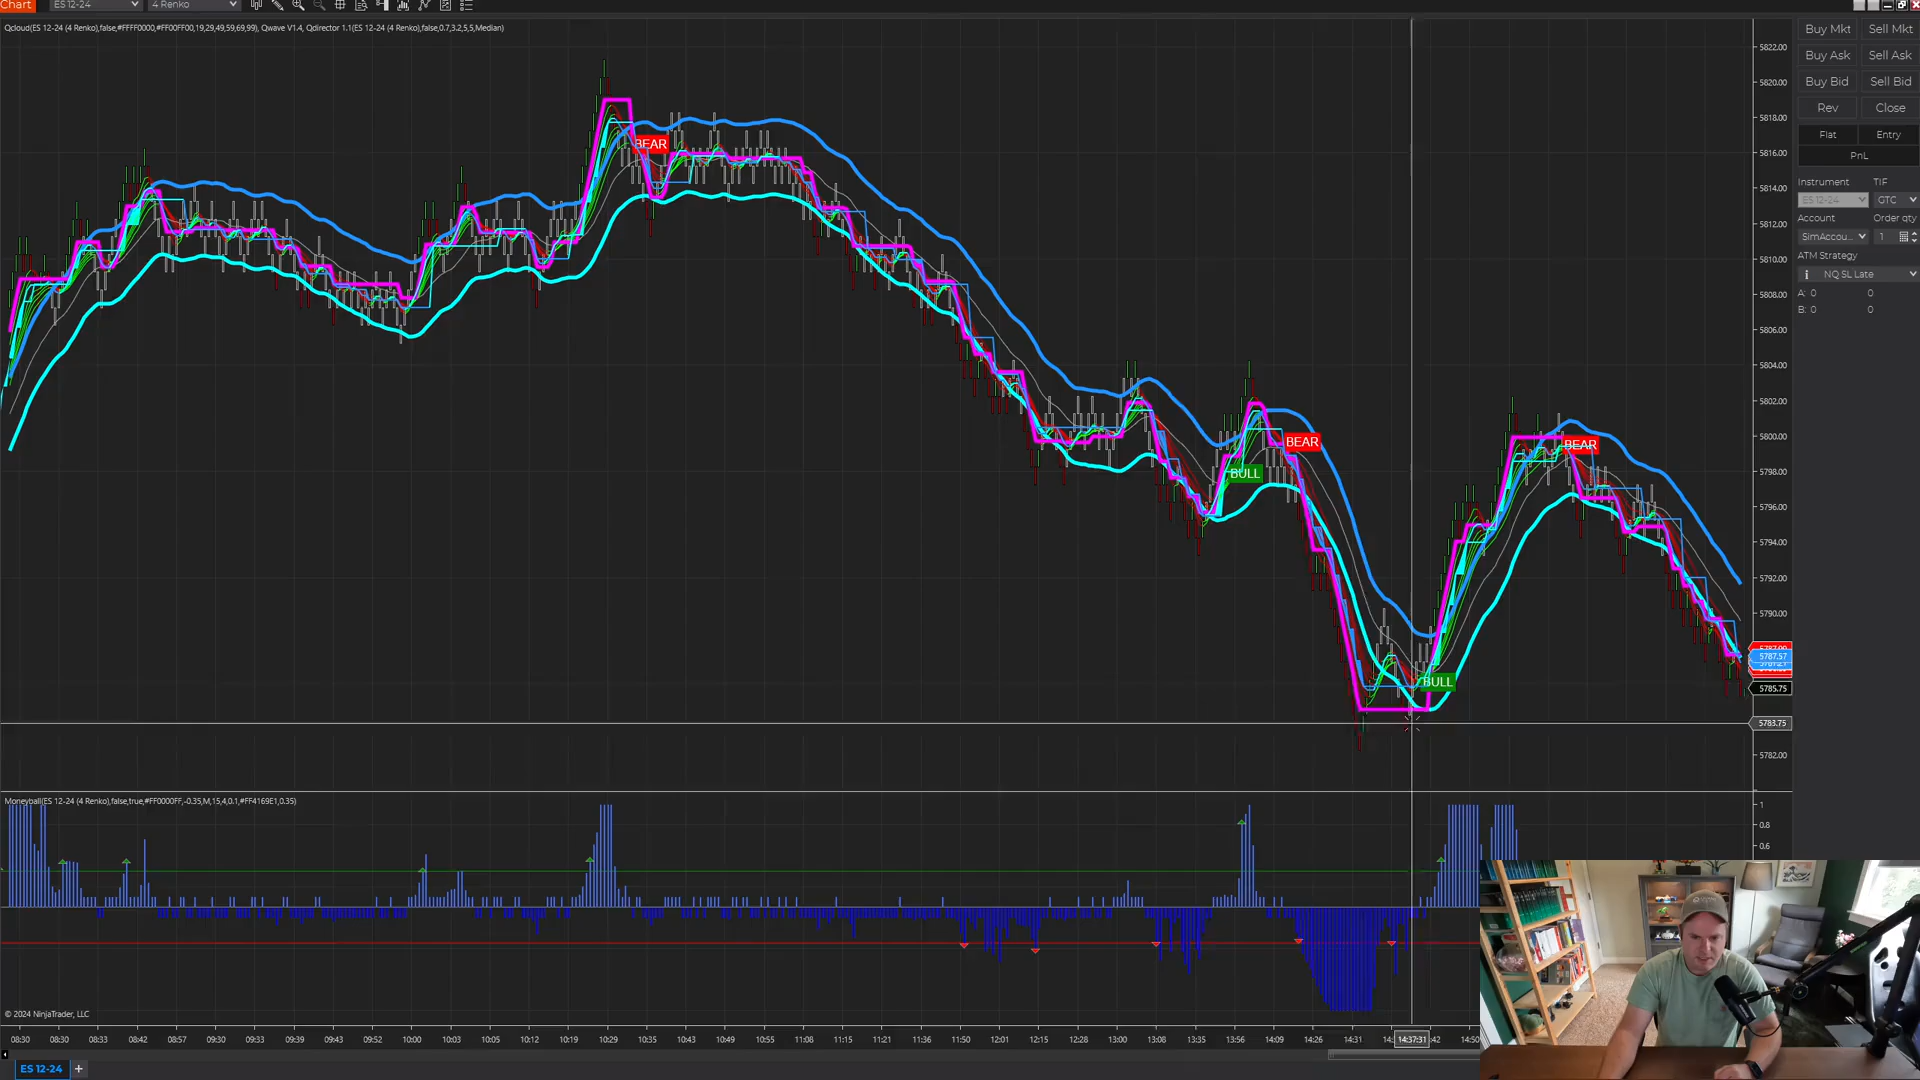 Chart ES 12-24 4 Renko
Qcloud(ES 12-24 (4 Renko),false,#FFFF0000,#FF00FF00,19,29,49,59,69,99), Qwave V1.4, Qdirector 1.1(ES 12-24 (4 Renko),false,0.7,3.2,5,5,Median)
Buy Mkt Sell Mkt
Buy Ask Sell Ask
Buy Bid Sell Bid
Rev Close
Flat Entry
PnL
Instrument TIF
ES 12-24 GTC
Account Order qty
SimAccou... 1
ATM Strategy
NQ SL Late
A: 0 0
B: 0 0
5822.00
5820.00
5818.00
5816.00
5814.00
5812.00
5810.00
5808.00
5806.00
5804.00
5802.00
5800.00
5798.00
5796.00
5794.00
5792.00
5790.00
5787.57
5785.75
5783.75
5782.00
BEAR
BEAR
BEAR
BULL
BULL
Moneyball(ES 12-24 (4 Renko),false,true,#FF0000FF,-0.35,M,15,4,0.1,#FF4169E1,0.35)
1
0.8
0.6
© 2024 NinjaTrader, LLC
08:30 08:30 08:42 08:57 09:03 09:09 09:33 09:39 09:43 09:52 10:00 10:03 10:05 10:12 10:18 10:29 10:35 10:43 10:49 10:55 11:08 11:15 11:21 11:36 11:50 12:01 12:15 12:28 13:00 13:08 13:35 13:56 14:09 14:26 14:31 14: 14:37:31 :42 14:50
ES 12-24 +